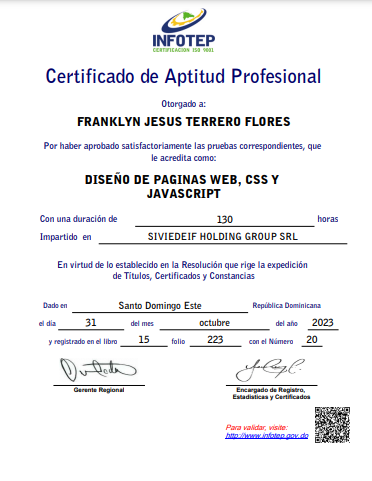 INFOTEP
CERTIFICACIÓN ISO 9001
Certificado de Aptitud Profesional
Otorgado a:
FRANKLYN JESUS TERRERO FLORES
Por haber aprobado satisfactoriamente las pruebas correspondientes, que
le acredita como:
DISEÑO DE PAGINAS WEB, CSS Y
JAVASCRIPT
Con una duración de 130 horas
Impartido en SIVIEDEIF HOLDING GROUP SRL
En virtud de lo establecido en la Resolución que rige la expedición
de Títulos, Certificados y Constancias
Dado en Santo Domingo Este República Dominicana
el día 31 del mes octubre del año 2023
y registrado en el libro 15 folio 223 con el Número 20
Gerente Regional
Encargado de Registro,
Estadísticas y Certificados
Para validar, visite:
http://www.infotep.gov.do